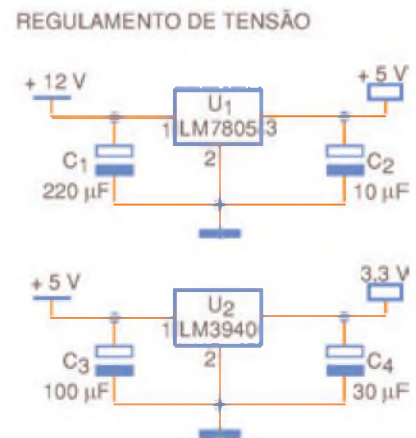 REGULAMENTO DE TENSÃO
+ 12 V
+ 5 V
U1
1 LM7805 3
2
C1
220 µF
C2
10 µF
+ 5 V
3,3 V
U2
1 LM3940
2
C3
100 µF
C4
30 µF